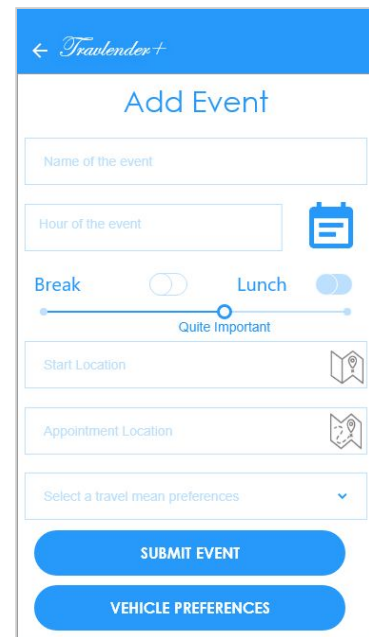 Travlender+
Add Event
Name of the event
Hour of the event
Break Lunch
Quite Important
Start Location
Appointment Location
Select a travel mean preferences
SUBMIT EVENT
VEHICLE PREFERENCES